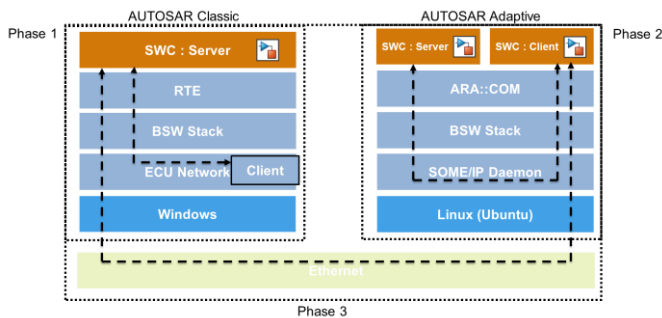 AUTOSAR Classic
AUTOSAR Adaptive
Phase 1
Phase 2
SWC : Server
SWC : Server
SWC : Client
RTE
ARA::COM
BSW Stack
BSW Stack
ECU Network
Client
SOME/IP Daemon
Windows
Linux (Ubuntu)
Ethernet
Phase 3